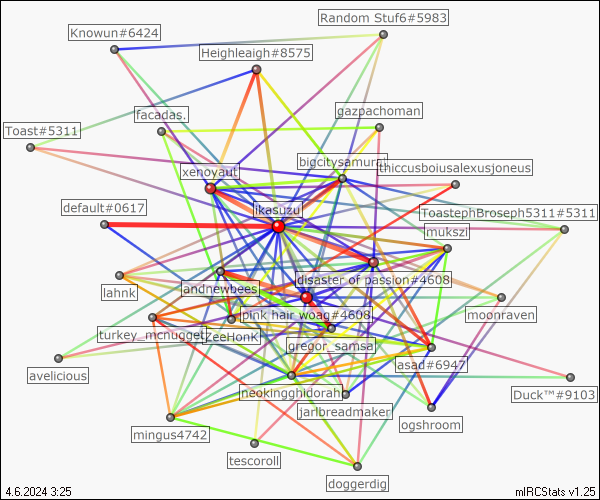 Random Stuf6#5983
Knowun#6424
Heighleigh#8575
facadas.
gazpachoman
Toast#5311
bigcitysamurai
thiccusboiusalexusjoneus
xenoyaut
default#0617
ikasuzu
ToastephBroseph5311#5311
mukszi
disaster of passion#4608
andnewbees
lahnk
moonraven
pink hair woag#4608
turkey_mcnugget
ZeeHonk
gregor_samsa
asad#6947
avelicious
neokingghidorah
Duck™#9103
janbreadmaker
ogshroom
mingus4742
tescoroll
doggerdig
4.6.2024 3:25
mIRCStats v1.25